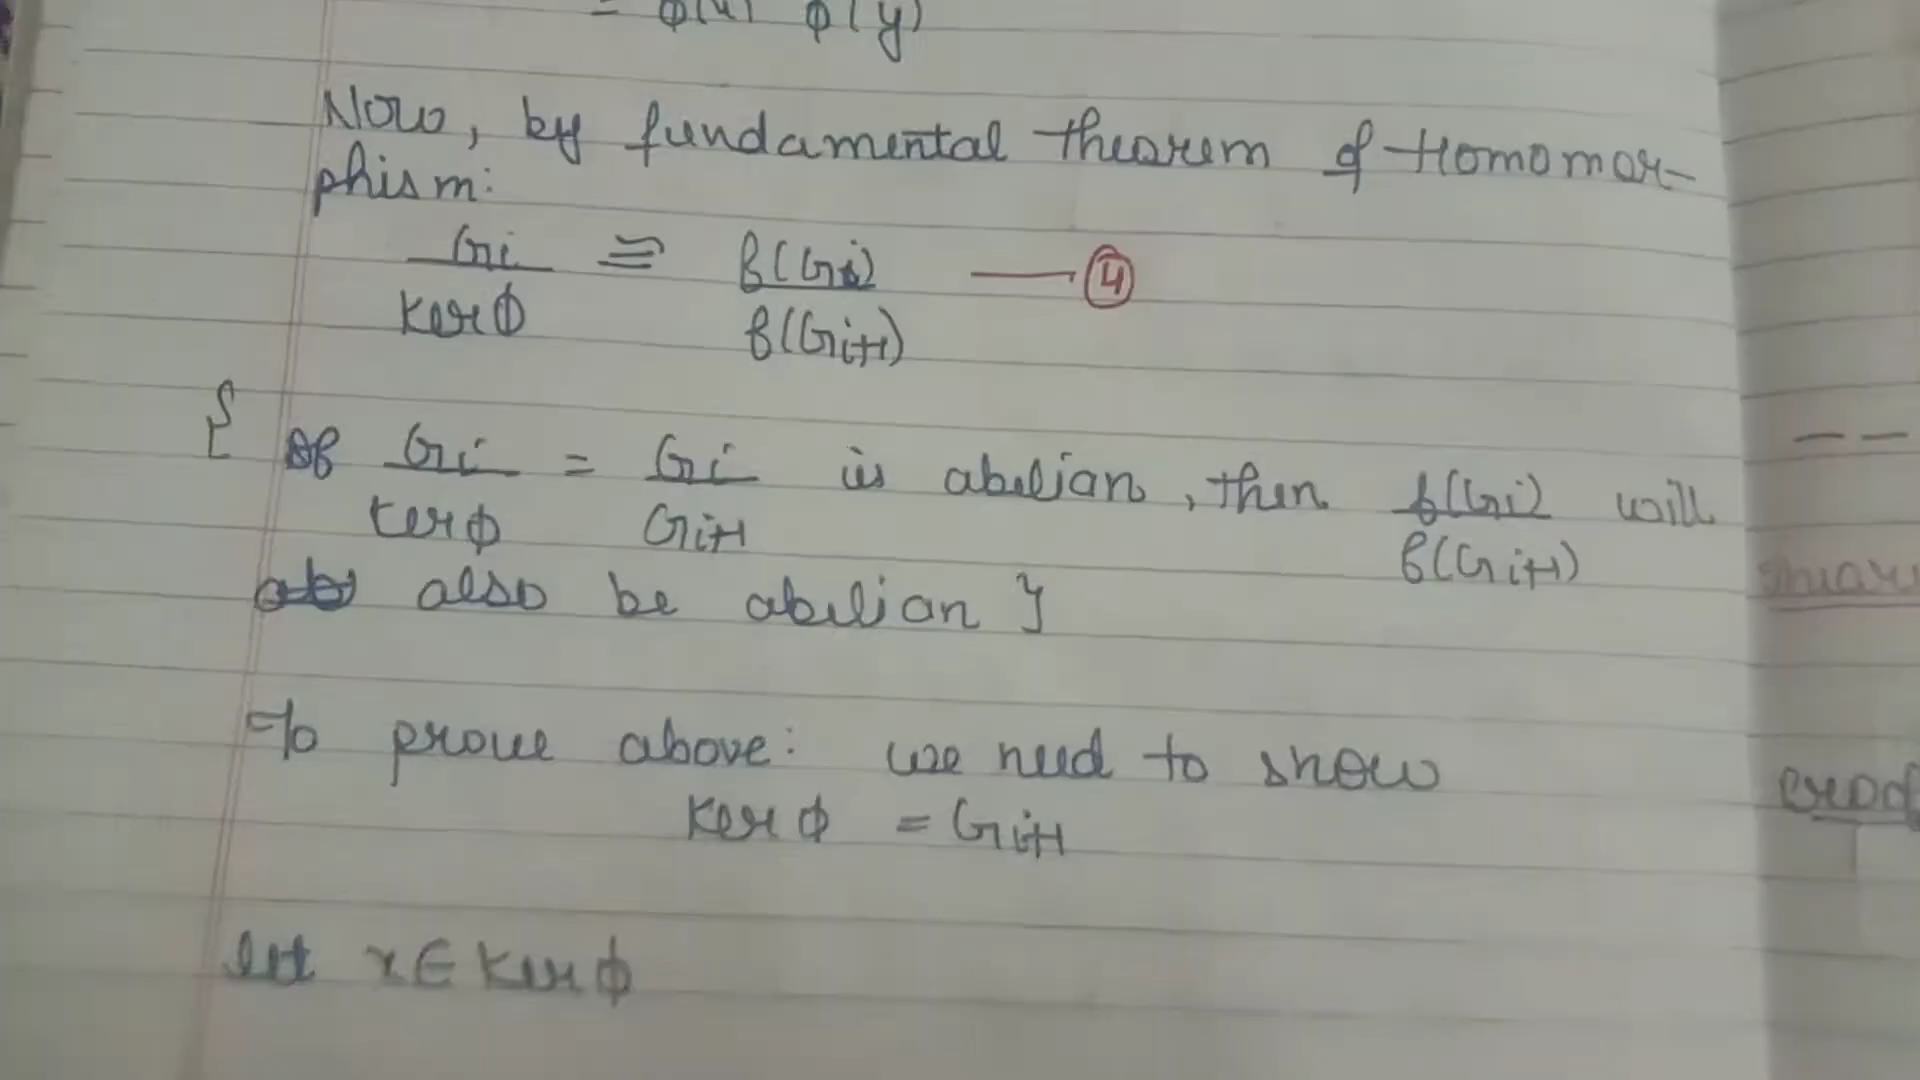 = φ(x) φ(y)
Now, by fundamental theorem of Homomor-
phism:
Gi/kerφ ≅ f(Gi)/f(Gi+1) — ④
{ If Gi/kerφ = Gi/Gi+1 is abelian, then f(Gi)/f(Gi+1) will
also be abelian }
To prove above: we need to show
kerφ = Gi+1
let x ∈ kerφ